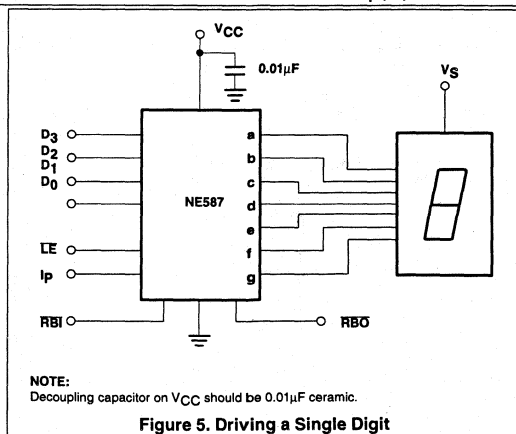 VCC
0.01µF
VS
D3
D2
D1
D0
NE587
a
b
c
d
e
f
g
LE
Ip
RBI
RBO
NOTE:
Decoupling capacitor on VCC should be 0.01µF ceramic.
Figure 5. Driving a Single Digit